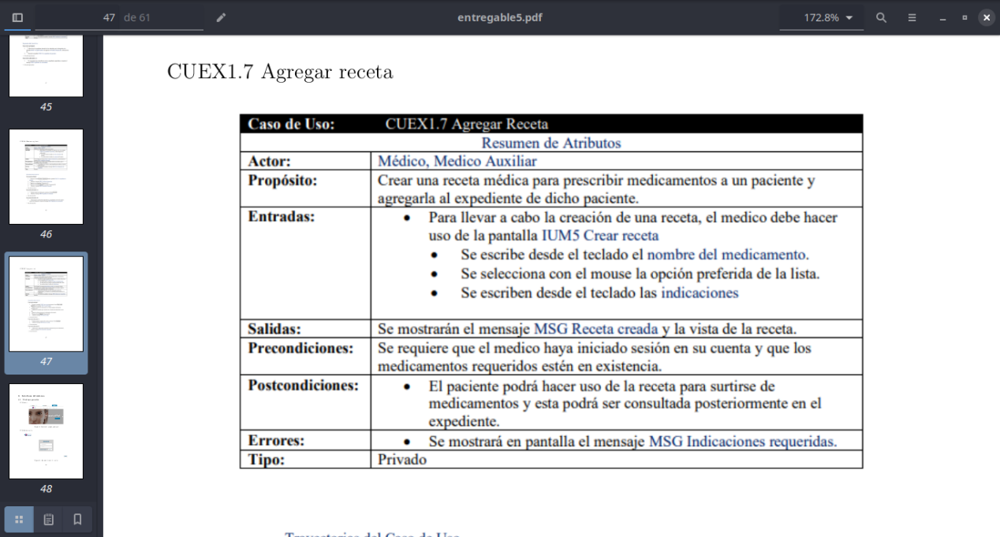 47 de 61
entregable5.pdf
172.8%
45
46
47
48
CUEX1.7 Agregar receta
Caso de Uso: CUEX1.7 Agregar Receta
Resumen de Atributos
Actor: Médico, Medico Auxiliar
Propósito: Crear una receta médica para prescribir medicamentos a un paciente y
agregarla al expediente de dicho paciente.
Entradas: • Para llevar a cabo la creación de una receta, el medico debe hacer
uso de la pantalla IUM5 Crear receta
• Se escribe desde el teclado el nombre del medicamento.
• Se selecciona con el mouse la opción preferida de la lista.
• Se escriben desde el teclado las indicaciones
Salidas: Se mostrarán el mensaje MSG Receta creada y la vista de la receta.
Precondiciones: Se requiere que el medico haya iniciado sesión en su cuenta y que los
medicamentos requeridos estén en existencia.
Postcondiciones: • El paciente podrá hacer uso de la receta para surtirse de
medicamentos y esta podrá ser consultada posteriormente en el
expediente.
Errores: • Se mostrará en pantalla el mensaje MSG Indicaciones requeridas.
Tipo: Privado
Trayectorias del Caso de Uso